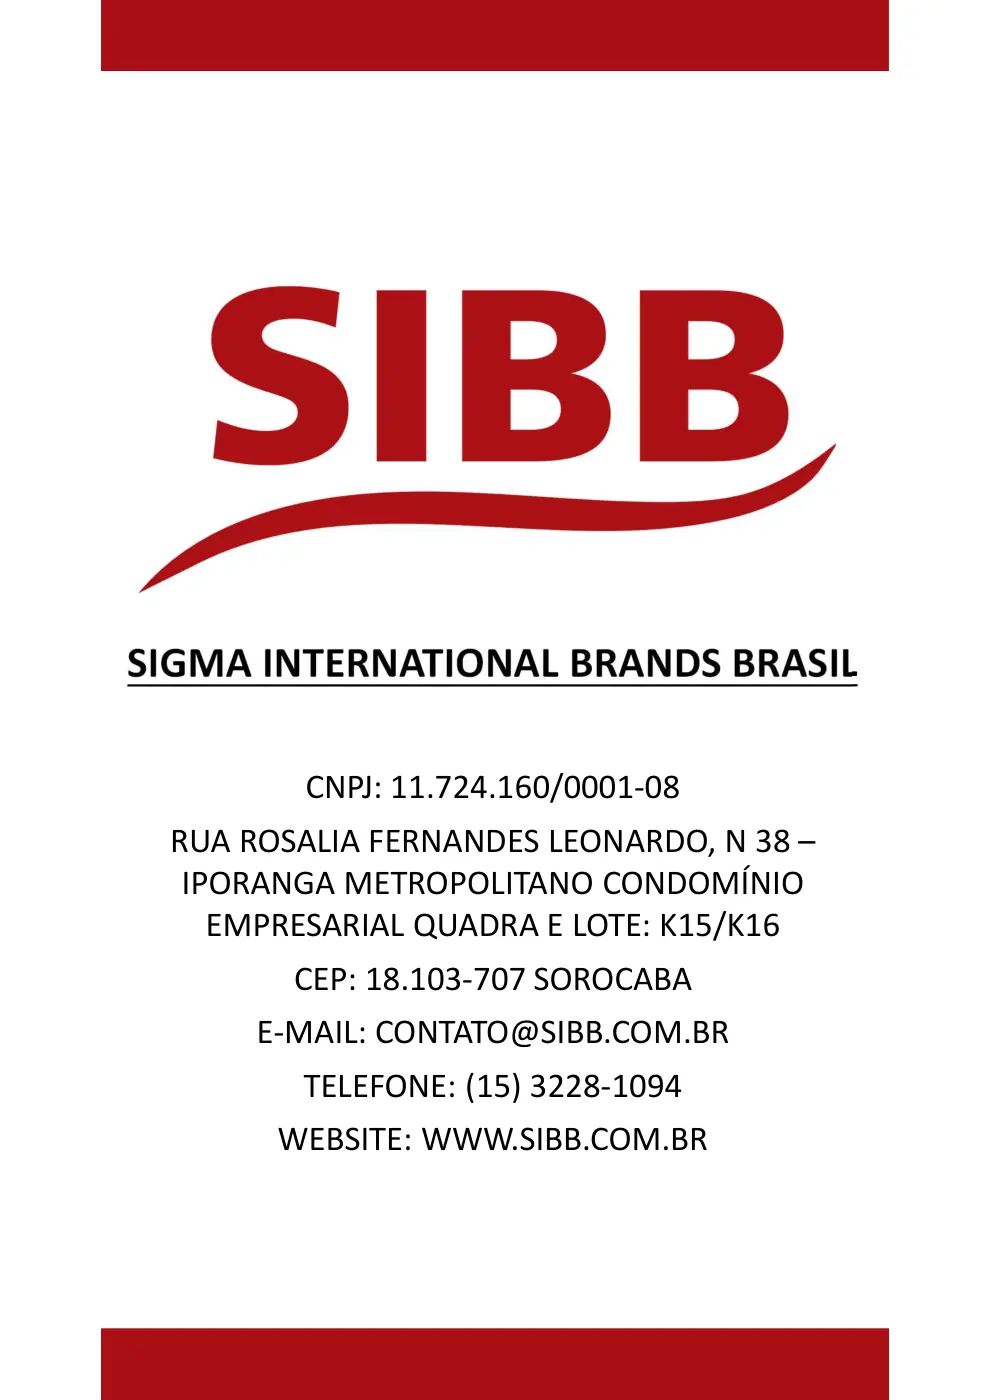 SIBB
SIGMA INTERNATIONAL BRANDS BRASIL
CNPJ: 11.724.160/0001-08
RUA ROSALIA FERNANDES LEONARDO, N 38 –
IPORANGA METROPOLITANO CONDOMÍNIO
EMPRESARIAL QUADRA E LOTE: K15/K16
CEP: 18.103-707 SOROCABA
E-MAIL: CONTATO@SIBB.COM.BR
TELEFONE: (15) 3228-1094
WEBSITE: WWW.SIBB.COM.BR